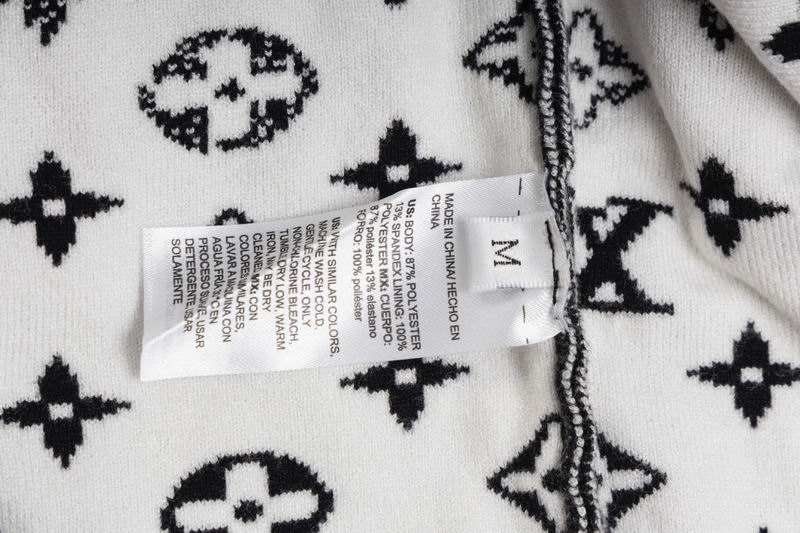 MADE IN CHINA/ HECHO EN
CHINA
US: BODY: 87% POLYESTER
13% SPANDEX LINING: 100%
POLYESTER MX: CUERPO:
87% poliéster 13% elastano
FORRO: 100% poliéster
US: WITH SIMILAR COLORS.
MACHINE WASH COLD.
GENTLE CYCLE, ONLY
NON-CHLORINE BLEACH.
TUMBLE DRY LOW, WARM
IRON, MAY BE DRY
CLEANED. MX: CON
COLORES SIMILARES,
LAVAR A MÁQUINA CON
AGUA FRÍA EN
PROCESO SUAVE, USAR
DETERGENTE USAR
SOLAMENTE
M